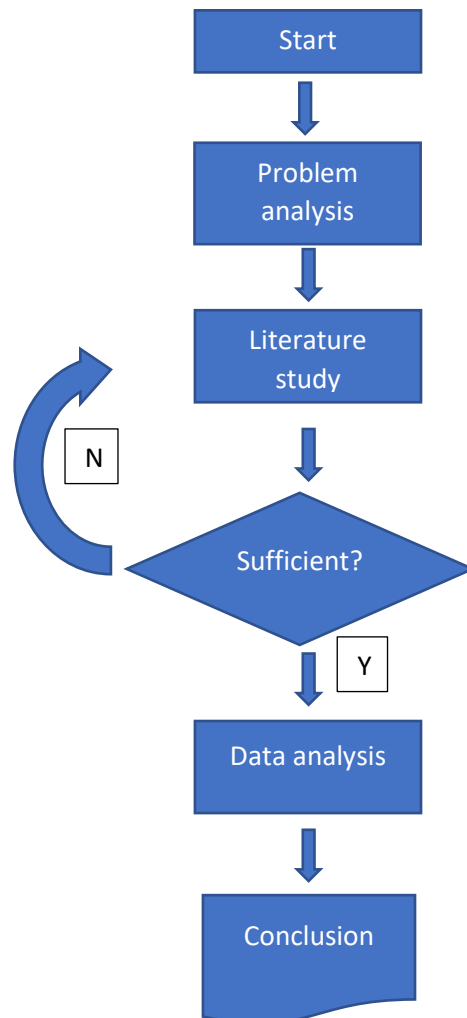 Start
Problem
analysis
Literature
study
N
Sufficient?
Y
Data analysis
Conclusion